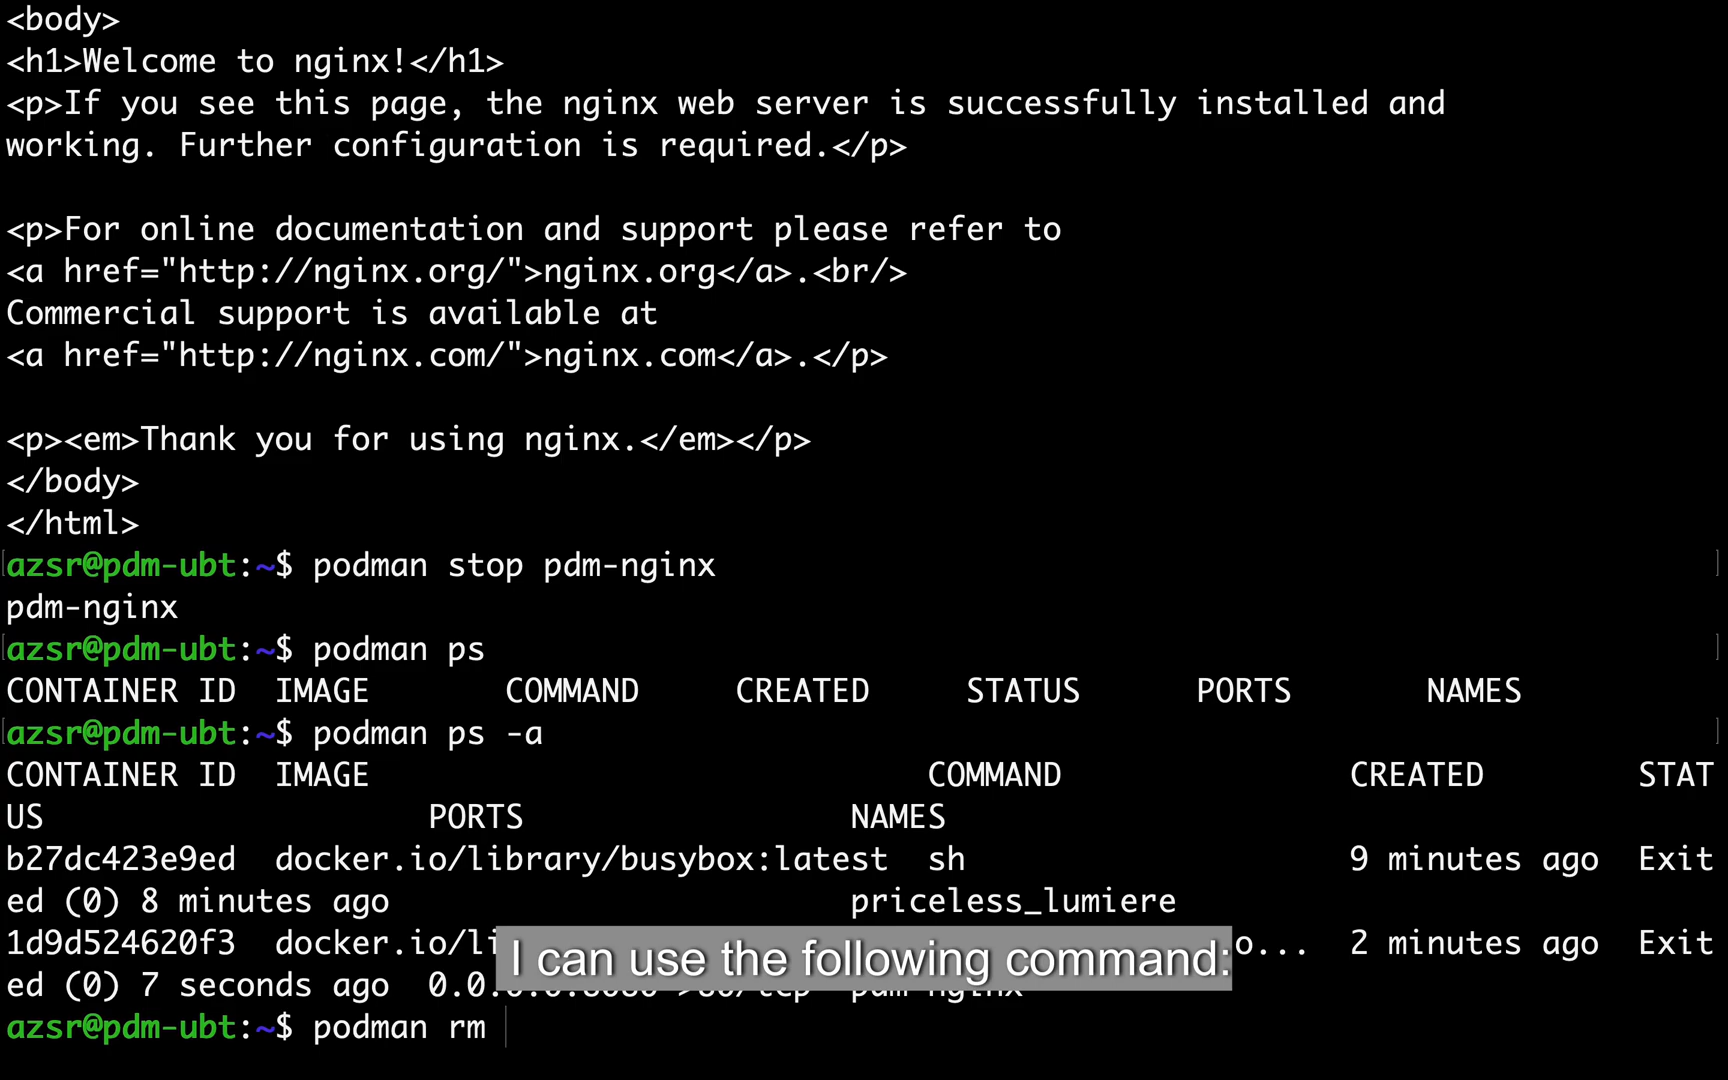 <body>
<h1>Welcome to nginx!</h1>
<p>If you see this page, the nginx web server is successfully installed and
working. Further configuration is required.</p>
<p>For online documentation and support please refer to
<a href="http://nginx.org/">nginx.org</a>.<br/>
Commercial support is available at
<a href="http://nginx.com/">nginx.com</a>.</p>
<p><em>Thank you for using nginx.</em></p>
</body>
</html>
azsr@pdm-ubt:~$ podman stop pdm-nginx
pdm-nginx
azsr@pdm-ubt:~$ podman ps
CONTAINER ID  IMAGE       COMMAND     CREATED     STATUS      PORTS       NAMES
azsr@pdm-ubt:~$ podman ps -a
CONTAINER ID  IMAGE                             COMMAND               CREATED        STAT
US                    PORTS                 NAMES
b27dc423e9ed  docker.io/library/busybox:latest  sh                    9 minutes ago  Exit
ed (0) 8 minutes ago                        priceless_lumiere
1d9d524620f3  docker.io/li o...  2 minutes ago  Exit
I can use the following command:
ed (0) 7 seconds ago  0.0. pdm-nginx
azsr@pdm-ubt:~$ podman rm